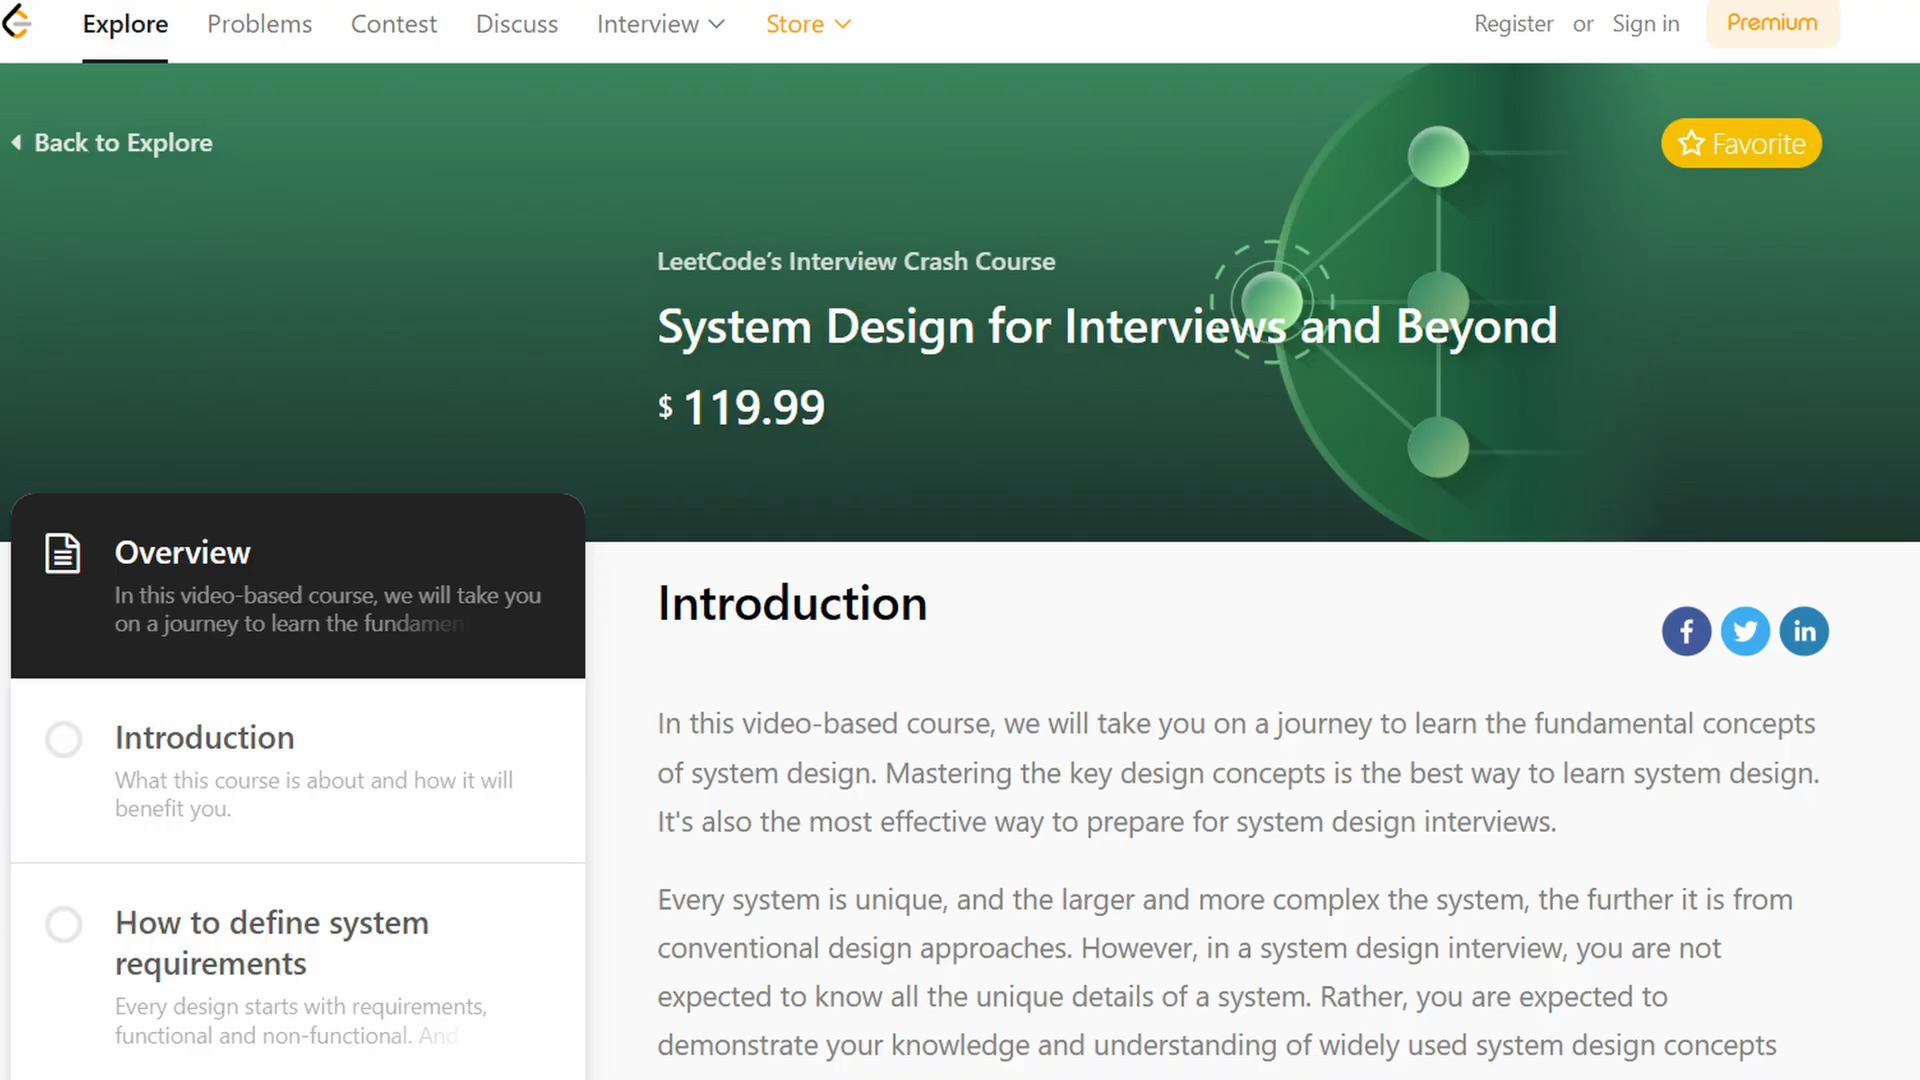 Explore Problems Contest Discuss Interview Store Register or Sign in Premium
Back to Explore
Favorite
LeetCode’s Interview Crash Course
System Design for Interviews and Beyond
$ 119.99
Overview
In this video-based course, we will take you
on a journey to learn the fundamen
Introduction
What this course is about and how it will
benefit you.
How to define system
requirements
Every design starts with requirements,
functional and non-functional. And
Introduction
In this video-based course, we will take you on a journey to learn the fundamental concepts
of system design. Mastering the key design concepts is the best way to learn system design.
It's also the most effective way to prepare for system design interviews.
Every system is unique, and the larger and more complex the system, the further it is from
conventional design approaches. However, in a system design interview, you are not
expected to know all the unique details of a system. Rather, you are expected to
demonstrate your knowledge and understanding of widely used system design concepts